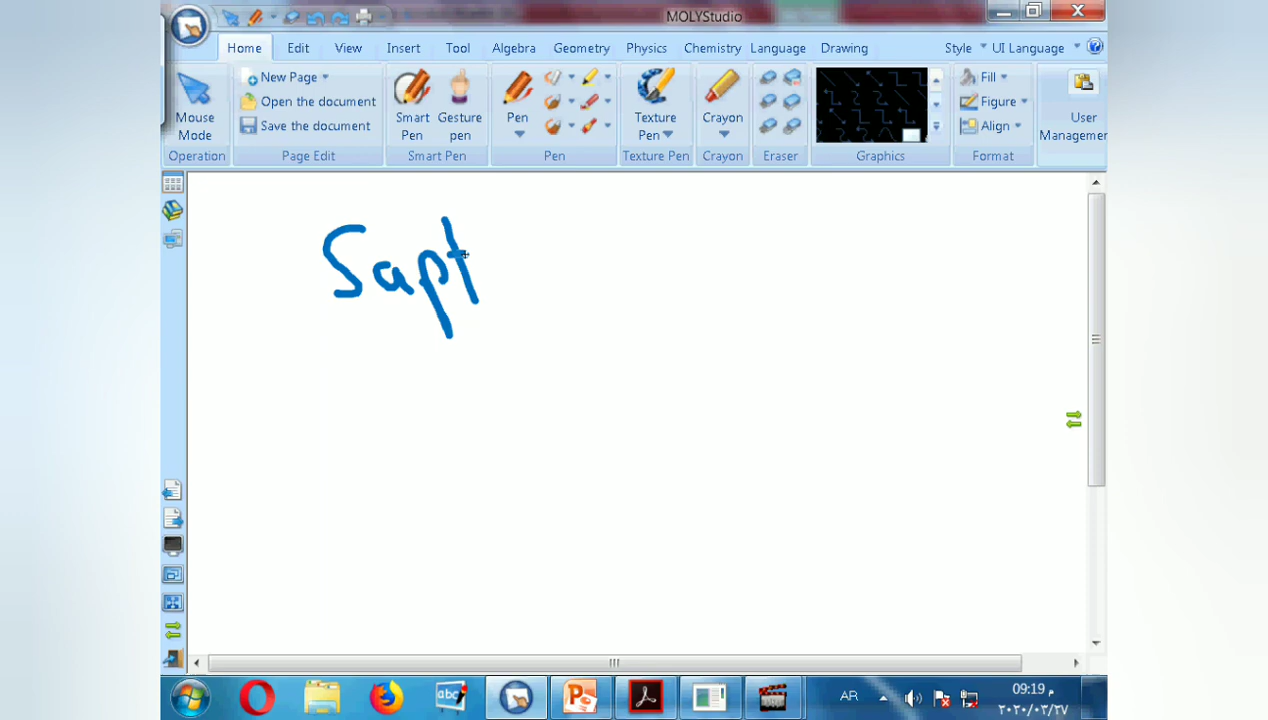 MOLYStudio
Home Edit View Insert Tool Algebra Geometry Physics Chemistry Language Drawing Style UI Language
New Page
Open the document
Save the document
Mouse Mode
Smart Pen
Gesture pen
Pen
Texture Pen
Crayon
Fill
Figure
Align
User Managemer
Operation Page Edit Smart Pen Pen Texture Pen Crayon Eraser Graphics Format
Sapt
abc
AR
09:19 م
٢٠٢٠/٠٣/٢٧